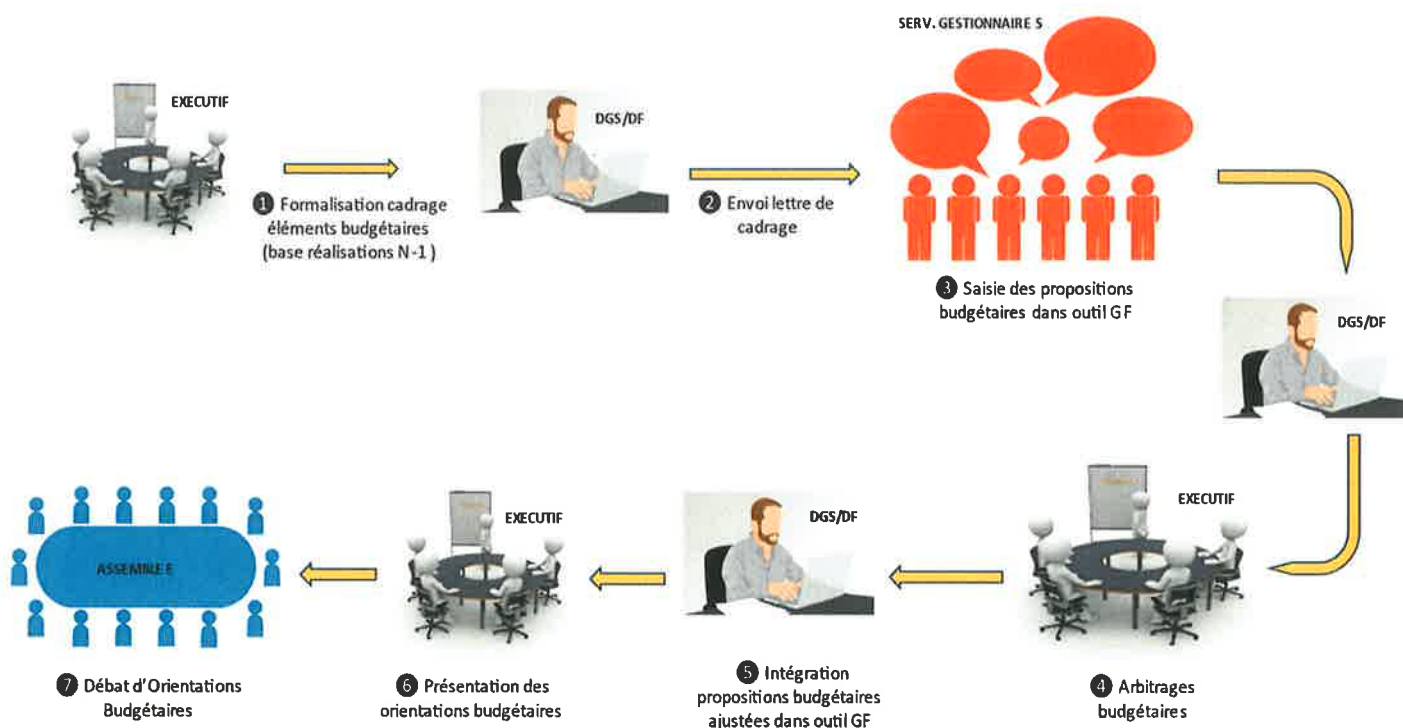 SERV. GESTIONNAIRE S
EXECUTIF
DGS/DF
❶ Formalisation cadrage
éléments budgétaires
(base réalisations N-1 )
❷ Envoi lettre de
cadrage
❸ Saisie des propositions
budgétaires dans outil GF
DGS/DF
EXECUTIF
❹ Arbitrages
budgétaires
DGS/DF
❺ Intégration
propositions budgétaires
ajustées dans outil GF
EXECUTIF
❻ Présentation des
orientations budgétaires
ASSEMBLE E
❼ Débat d'Orientations
Budgétaires